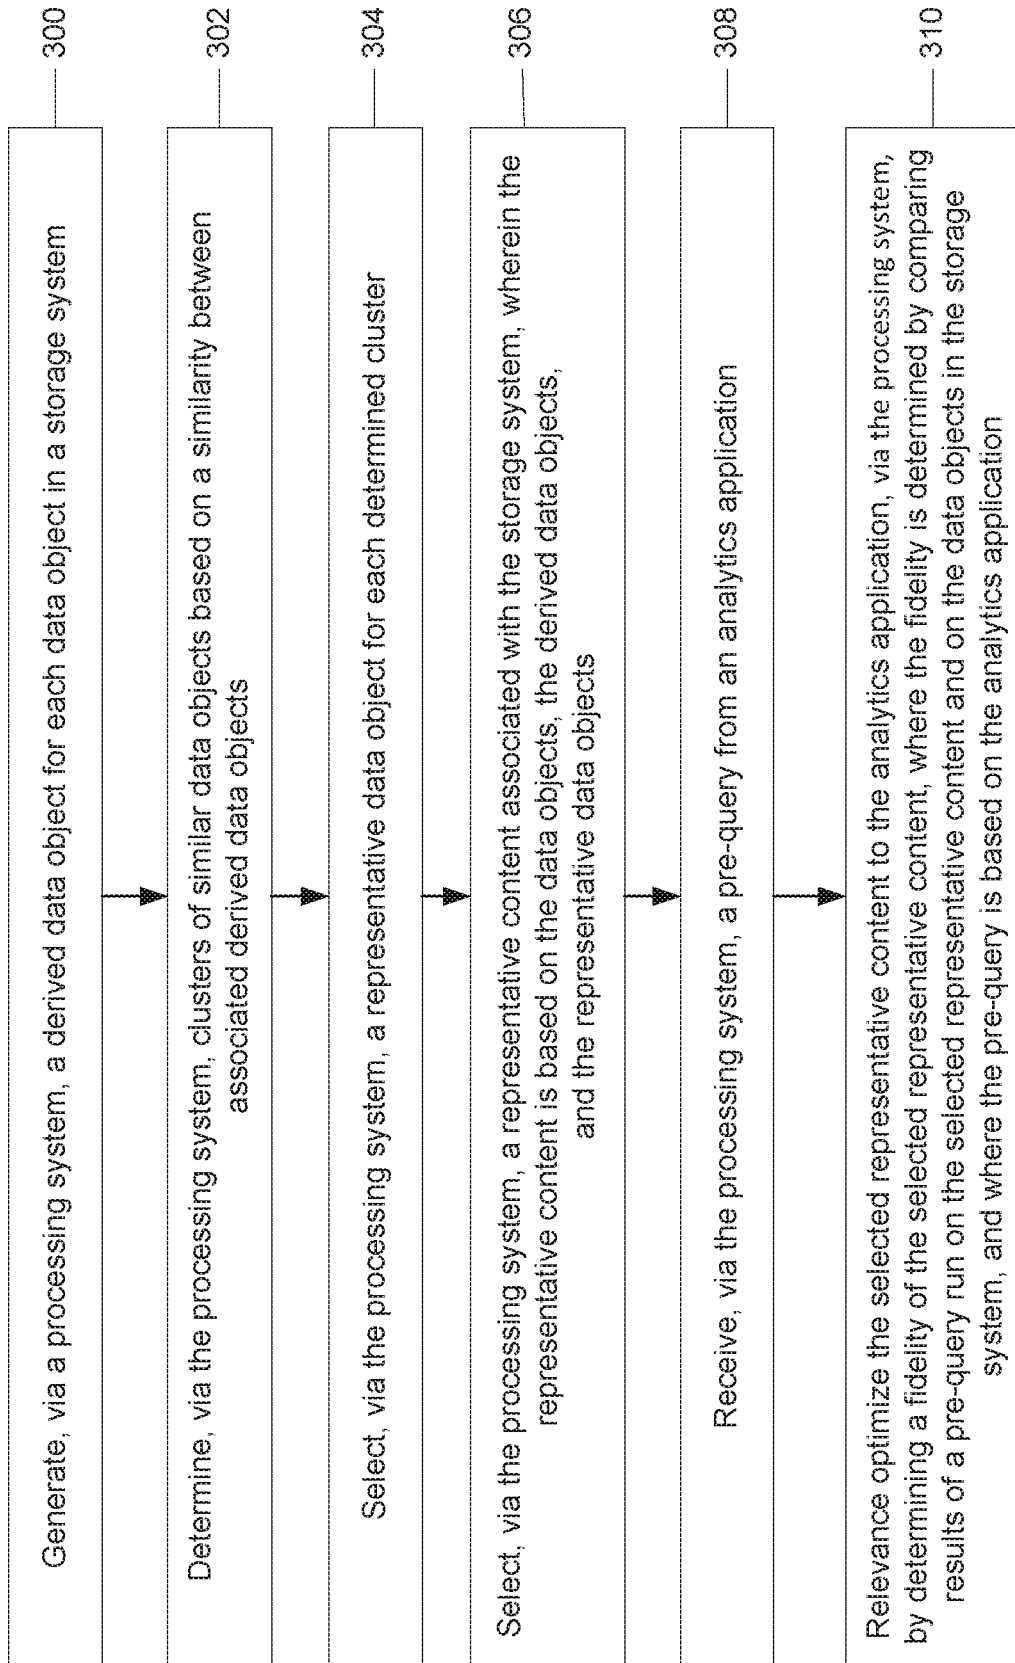 Generate, via a processing system, a derived data object for each data object in a storage system
300
Determine, via the processing system, clusters of similar data objects based on a similarity between
associated derived data objects
302
Select, via the processing system, a representative data object for each determined cluster
304
Select, via the processing system, a representative content associated with the storage system, wherein the
representative content is based on the data objects, the derived data objects,
and the representative data objects
306
Receive, via the processing system, a pre-query from an analytics application
308
Relevance optimize the selected representative content to the analytics application, via the processing system,
by determining a fidelity of the selected representative content, where the fidelity is determined by comparing
results of a pre-query run on the selected representative content and on the data objects in the storage
system, and where the pre-query is based on the analytics application
310